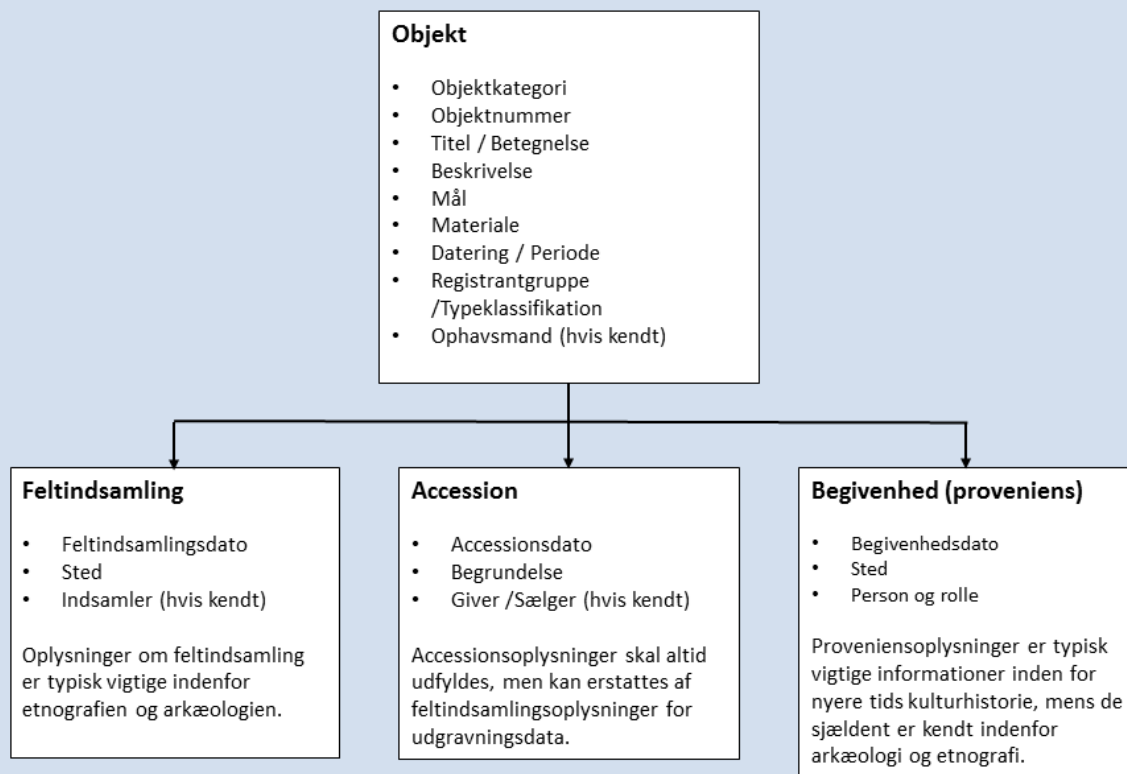 Objekt
• Objektkategori
• Objektnummer
• Titel / Betegnelse
• Beskrivelse
• Mål
• Materiale
• Datering / Periode
• Registrantgruppe
/Typeklassifikation
• Ophavsmand (hvis kendt)
Feltindsamling
• Feltindsamlingsdato
• Sted
• Indsamler (hvis kendt)
Oplysninger om feltindsamling
er typisk vigtige indenfor
etnografien og arkæologien.
Accession
• Accessionsdato
• Begrundelse
• Giver /Sælger (hvis kendt)
Accessionsoplysninger skal altid
udfyldes, men kan erstattes af
feltindsamlingsoplysninger for
udgravningsdata.
Begivenhed (proveniens)
• Begivenhedsdato
• Sted
• Person og rolle
Proveniensoplysninger er typisk
vigtige informationer inden for
nyere tids kulturhistorie, mens de
sjældent er kendt indenfor
arkæologi og etnografi.